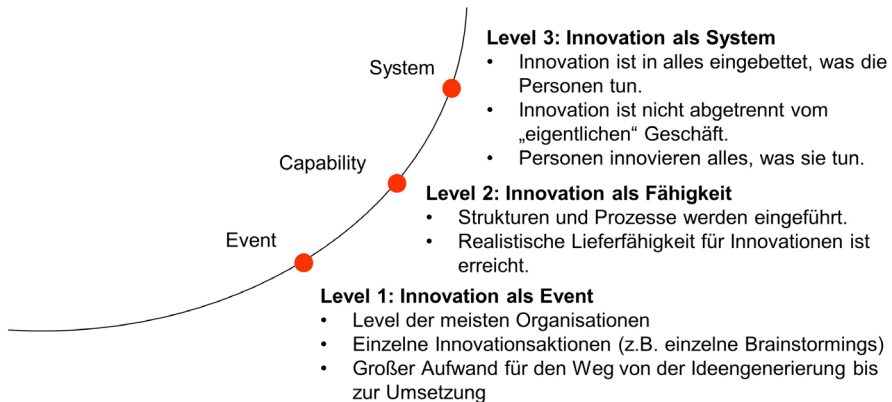 System
Level 3: Innovation als System
• Innovation ist in alles eingebettet, was die
Personen tun.
• Innovation ist nicht abgetrennt vom
„eigentlichen“ Geschäft.
• Personen innovieren alles, was sie tun.
Capability
Level 2: Innovation als Fähigkeit
• Strukturen und Prozesse werden eingeführt.
• Realistische Lieferfähigkeit für Innovationen ist
erreicht.
Event
Level 1: Innovation als Event
• Level der meisten Organisationen
• Einzelne Innovationsaktionen (z.B. einzelne Brainstormings)
• Großer Aufwand für den Weg von der Ideengenerierung bis
zur Umsetzung